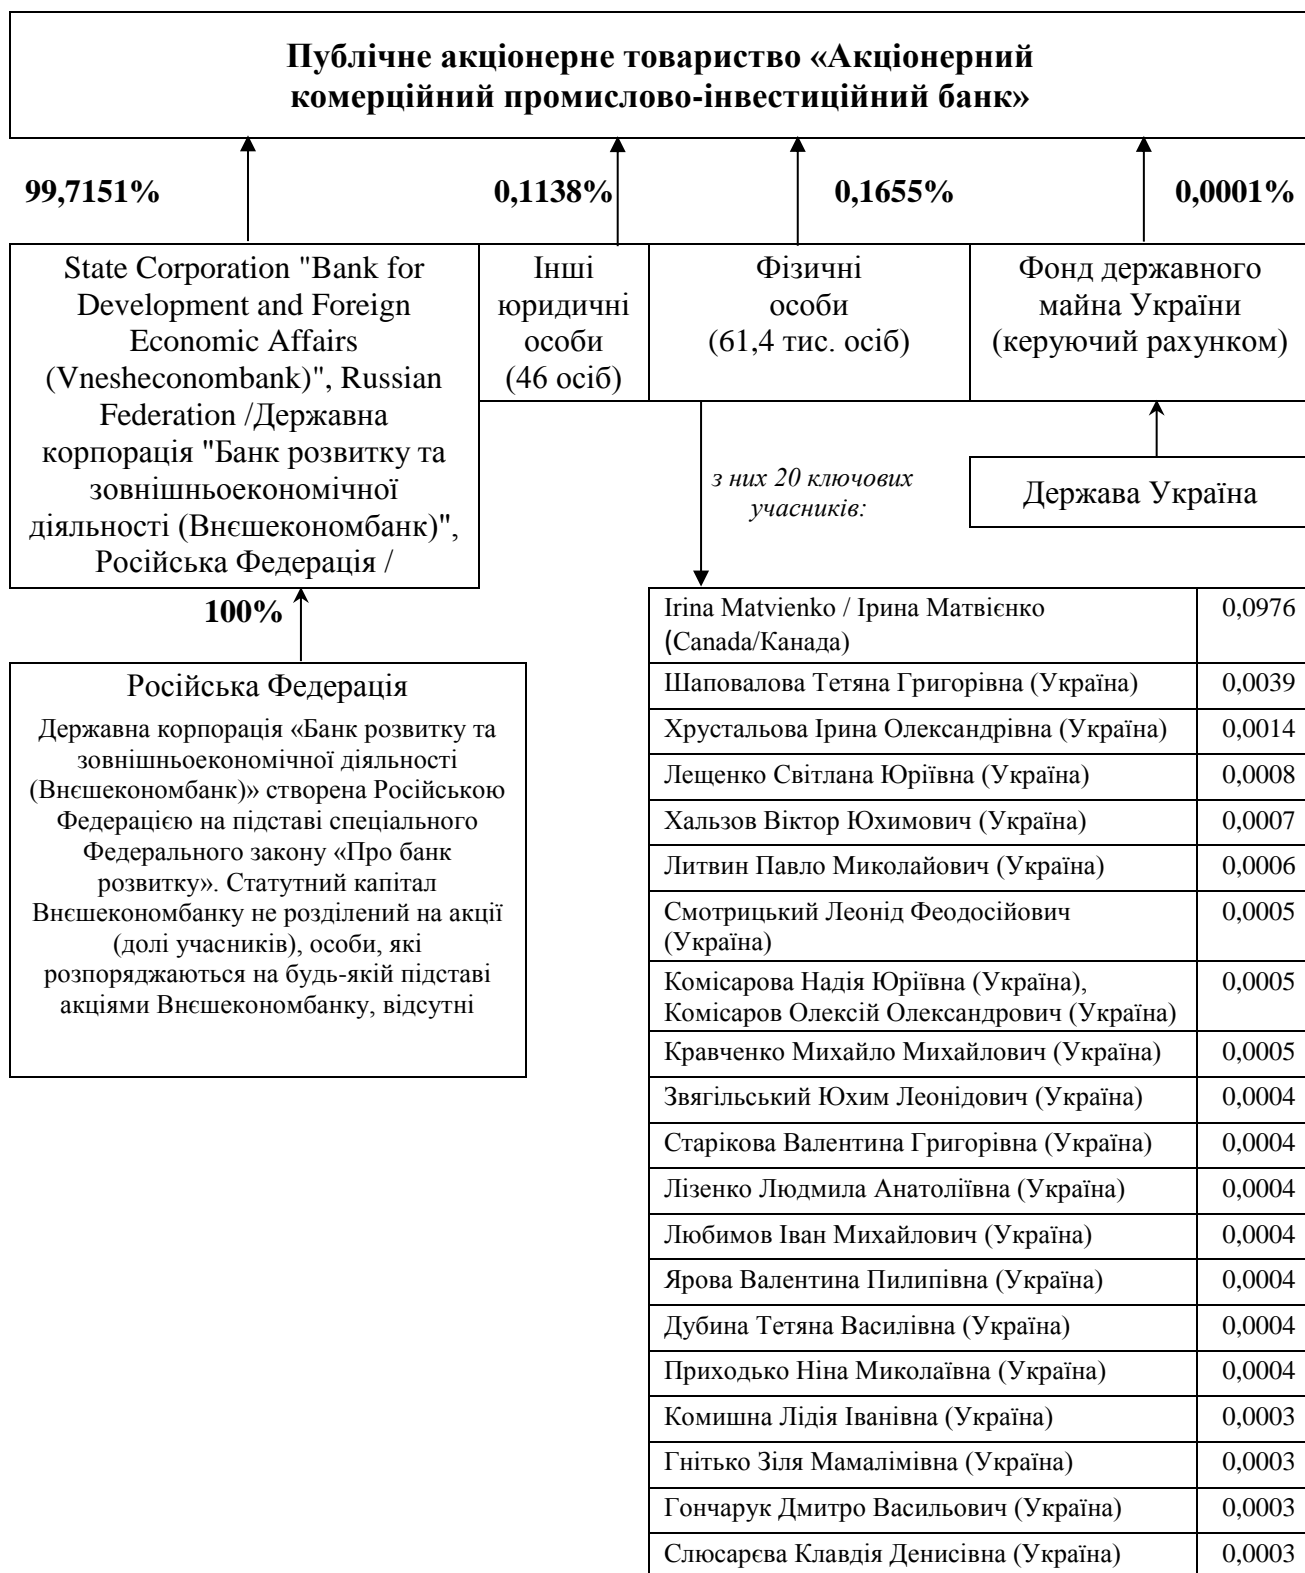 Публічне акціонерне товариство «Акціонерний
комерційний промислово-інвестиційний банк»
99,7151%
0,1138%
0,1655%
0,0001%
State Corporation "Bank for
Development and Foreign
Economic Affairs
(Vnesheconombank)", Russian
Federation /Державна
корпорація "Банк розвитку та
зовнішньоекономічної
діяльності (Внєшекономбанк)",
Російська Федерація /
Інші
юридичні
особи
(46 осіб)
Фізичні
особи
(61,4 тис. осіб)
Фонд державного
майна України
(керуючий рахунком)
з них 20 ключових
учасників:
Держава Україна
100%
Російська Федерація
Державна корпорація «Банк розвитку та
зовнішньоекономічної діяльності
(Внєшекономбанк)» створена Російською
Федерацією на підставі спеціального
Федерального закону «Про банк
розвитку». Статутний капітал
Внєшекономбанку не розділений на акції
(долі учасників), особи, які
розпоряджаються на будь-якій підставі
акціями Внєшекономбанку, відсутні
Irina Matvienko / Ірина Матвієнко 0,0976
(Canada/Канада)
Шаповалова Тетяна Григорівна (Україна) 0,0039
Хрустальова Ірина Олександрівна (Україна) 0,0014
Лещенко Світлана Юріївна (Україна) 0,0008
Хальзов Віктор Юхимович (Україна) 0,0007
Литвин Павло Миколайович (Україна) 0,0006
Смотрицький Леонід Феодосійович 0,0005
(Україна)
Комісарова Надія Юріївна (Україна), 0,0005
Комісаров Олексій Олександрович (Україна)
Кравченко Михайло Михайлович (Україна) 0,0005
Звягільський Юхим Леонідович (Україна) 0,0004
Старікова Валентина Григорівна (Україна) 0,0004
Лізенко Людмила Анатоліївна (Україна) 0,0004
Любимов Іван Михайлович (Україна) 0,0004
Ярова Валентина Пилипівна (Україна) 0,0004
Дубина Тетяна Василівна (Україна) 0,0004
Приходько Ніна Миколаївна (Україна) 0,0004
Комишна Лідія Іванівна (Україна) 0,0003
Гнітько Зіля Мамалімівна (Україна) 0,0003
Гончарук Дмитро Васильович (Україна) 0,0003
Слюсарєва Клавдія Денисівна (Україна) 0,0003